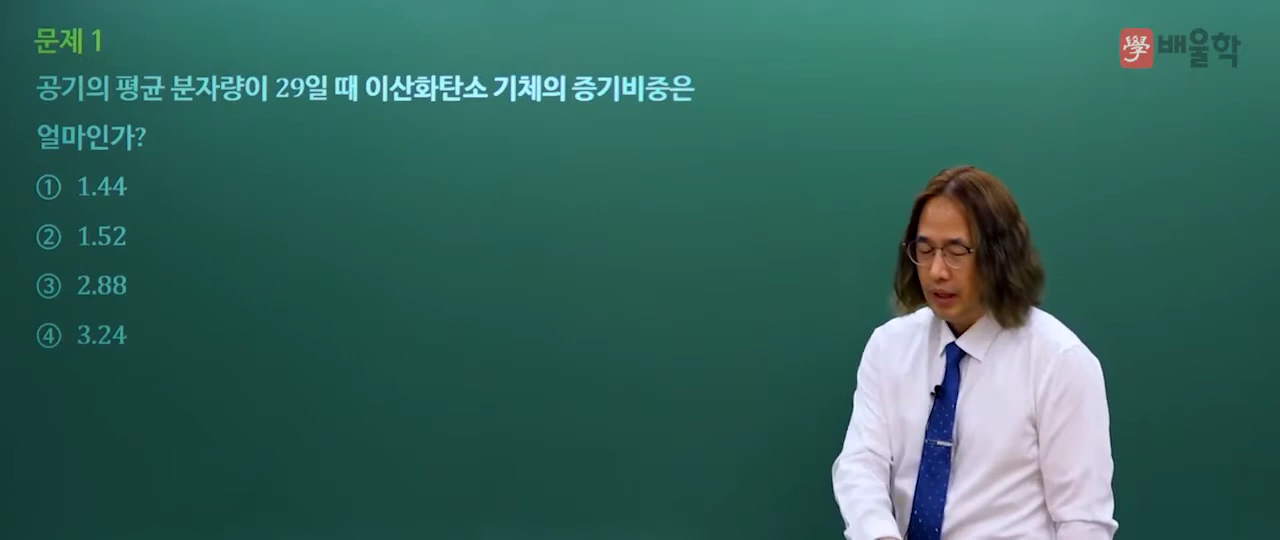 문제 1
學 배울학
공기의 평균 분자량이 29일 때 이산화탄소 기체의 증기비중은
얼마인가?
① 1.44
② 1.52
③ 2.88
④ 3.24